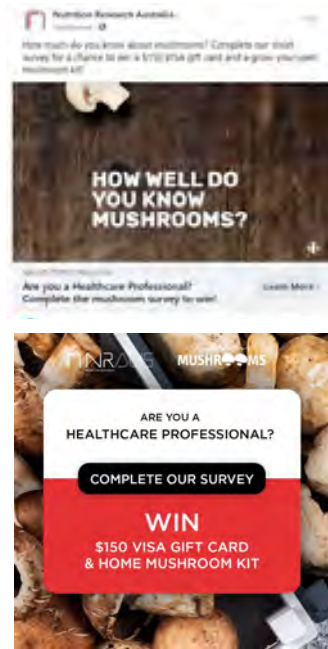 Nutrition Research Australia
How much do you know about mushrooms? Complete our short
survey for a chance to win a $150 VISA gift card and a grow your own
mushroom kit!
HOW WELL DO
YOU KNOW
MUSHROOMS?
Are you a Healthcare Professional?
Complete the mushroom survey to win!
Learn More
NRAUS
MUSHROOMS
ARE YOU A
HEALTHCARE PROFESSIONAL?
COMPLETE OUR SURVEY
WIN
$150 VISA GIFT CARD
& HOME MUSHROOM KIT